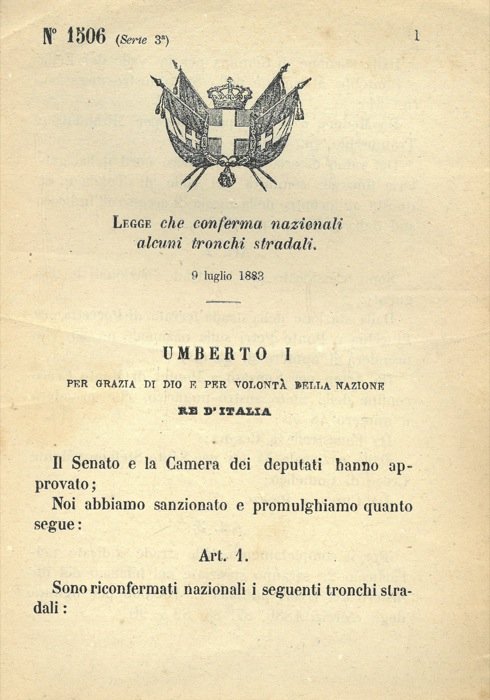 Nº 1506 (Serie 3ª) 1
LEGGE che conferma nazionali
alcuni tronchi stradali.
9 luglio 1883
UMBERTO I
PER GRAZIA DI DIO E PER VOLONTÀ DELLA NAZIONE
RE D'ITALIA
Il Senato e la Camera dei deputati hanno ap-
provato;
Noi abbiamo sanzionato e promulghiamo quanto
segue:
Art. 1.
Sono riconfermati nazionali i seguenti tronchi stra-
dali: